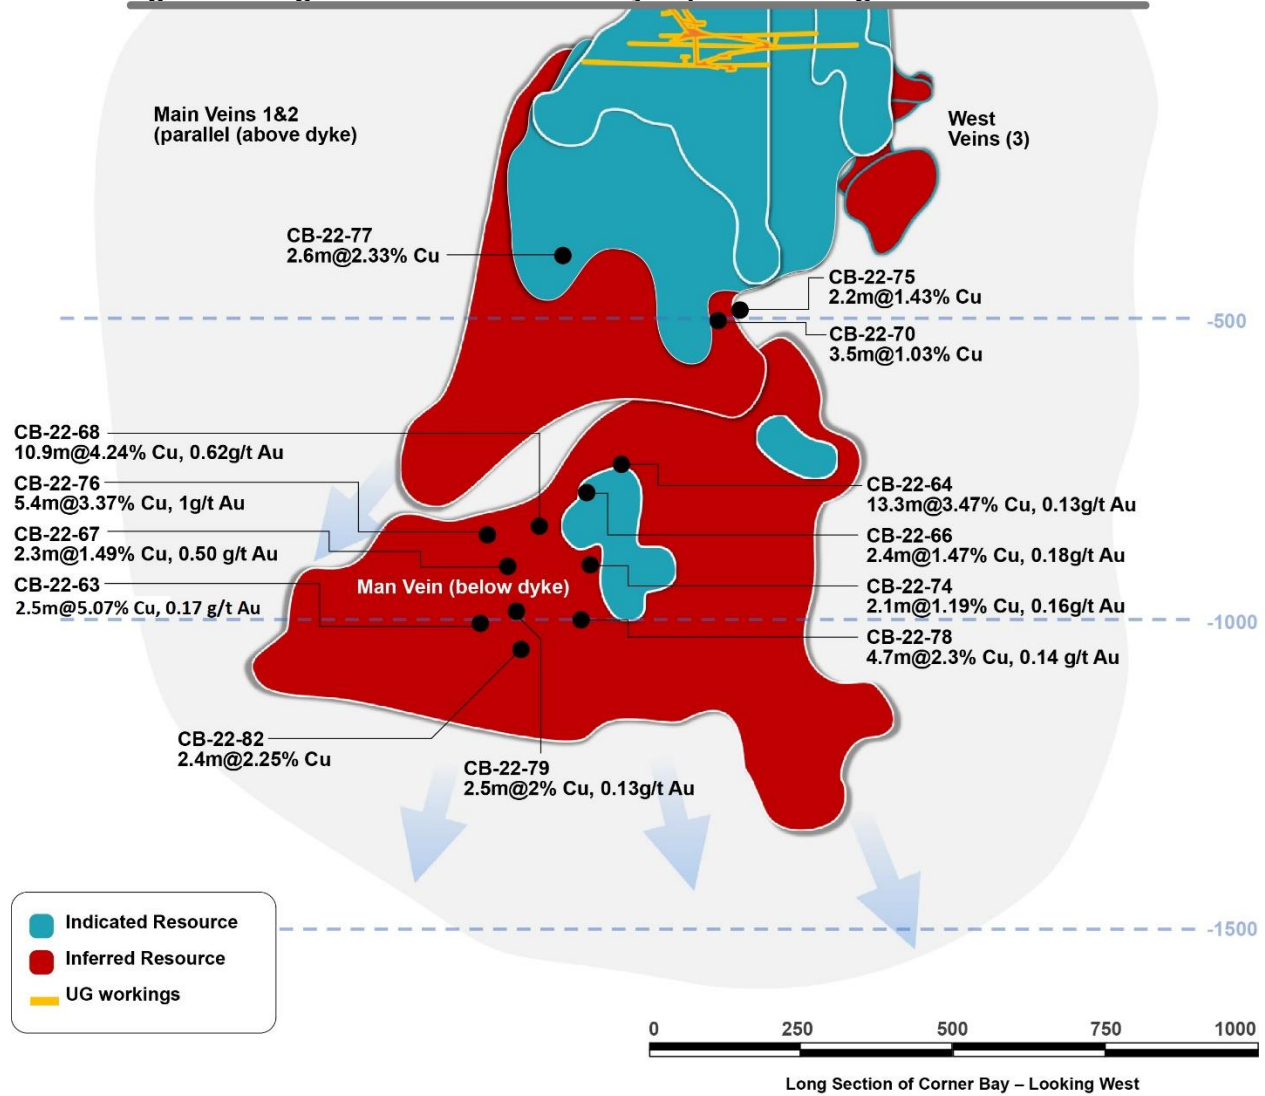 Main Veins 1&2
(parallel (above dyke)
West
Veins (3)
CB-22-77
2.6m@2.33% Cu
CB-22-75
2.2m@1.43% Cu
-500
CB-22-70
3.5m@1.03% Cu
CB-22-68
10.9m@4.24% Cu, 0.62g/t Au
CB-22-76
5.4m@3.37% Cu, 1g/t Au
CB-22-67
2.3m@1.49% Cu, 0.50 g/t Au
CB-22-63
2.5m@5.07% Cu, 0.17 g/t Au
CB-22-64
13.3m@3.47% Cu, 0.13g/t Au
CB-22-66
2.4m@1.47% Cu, 0.18g/t Au
CB-22-74
2.1m@1.19% Cu, 0.16g/t Au
CB-22-78
4.7m@2.3% Cu, 0.14 g/t Au
Man Vein (below dyke)
-1000
CB-22-82
2.4m@2.25% Cu
CB-22-79
2.5m@2% Cu, 0.13g/t Au
Indicated Resource
Inferred Resource
UG workings
-1500
0 250 500 750 1000
Long Section of Corner Bay – Looking West